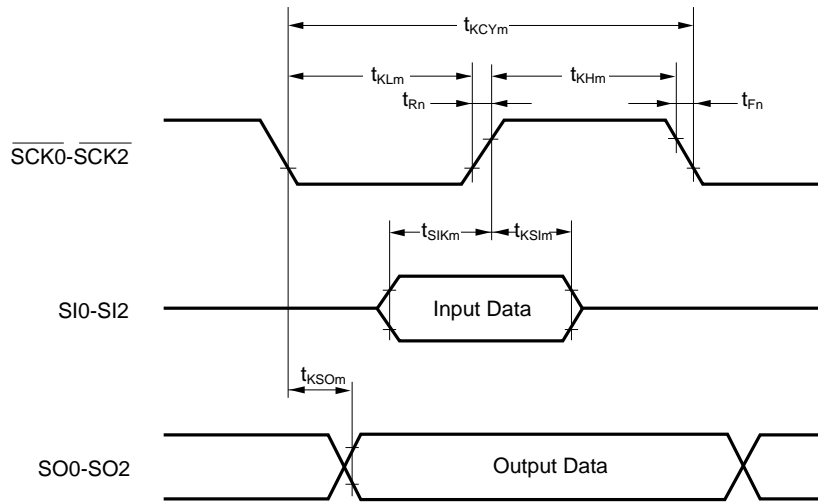 tKCYm
tKLm
tKHm
tRn
tFn
SCK0-SCK2
tSIKm
tKSIm
SI0-SI2
Input Data
tKSOm
SO0-SO2
Output Data